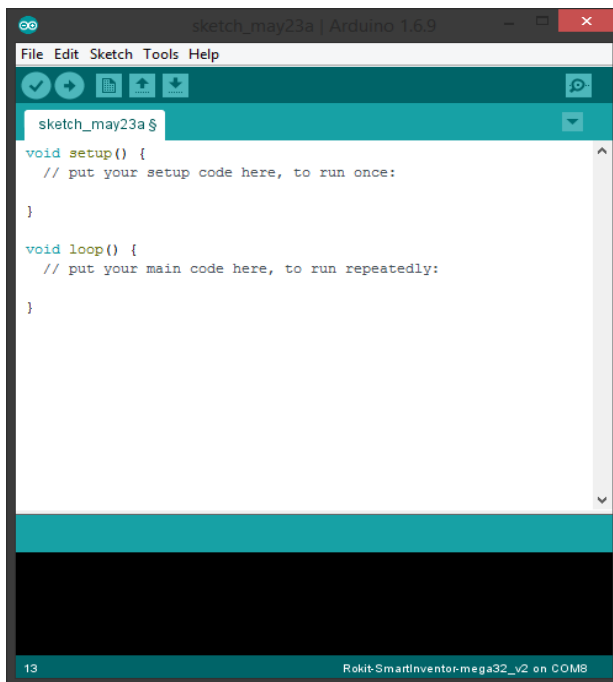 sketch_may23a | Arduino 1.6.9
File Edit Sketch Tools Help
sketch_may23a §
void setup() {
// put your setup code here, to run once:
}
void loop() {
// put your main code here, to run repeatedly:
}
13 Rokit-SmartInventor-mega32_v2 on COM8